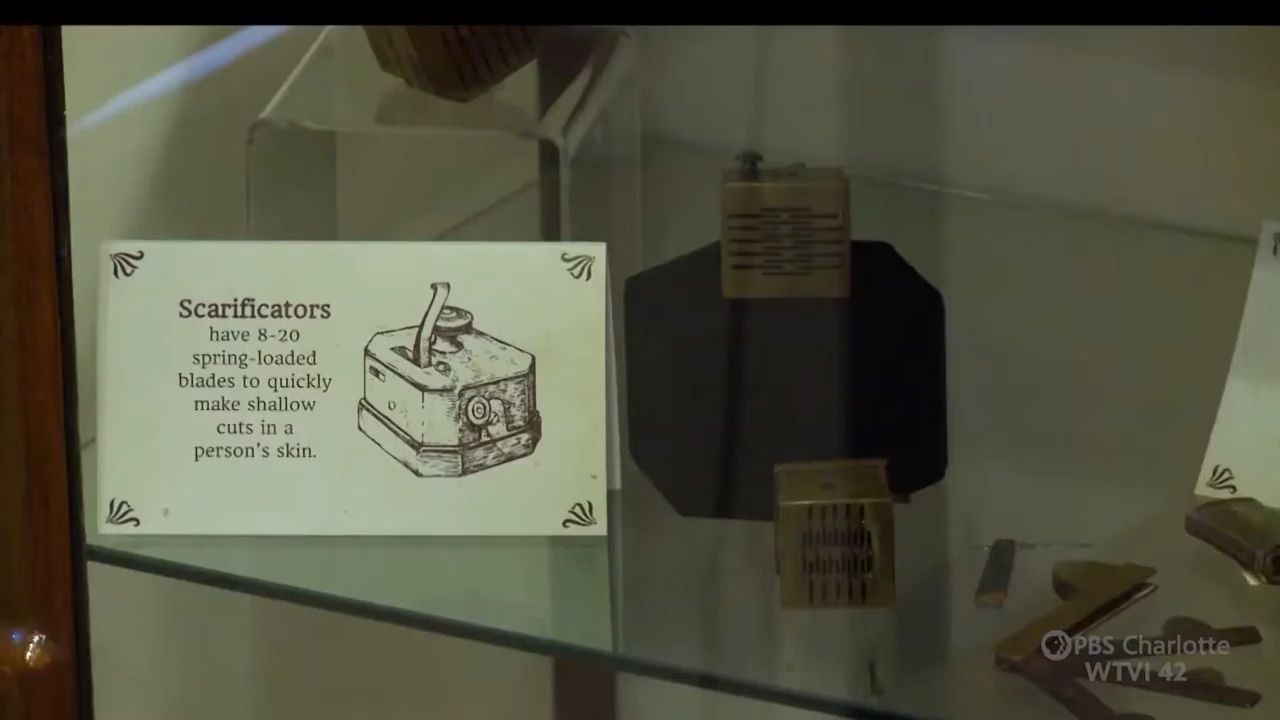 Scarificators
have 8-20
spring-loaded
blades to quickly
make shallow
cuts in a
person's skin.
PBS Charlotte
WTVI 42